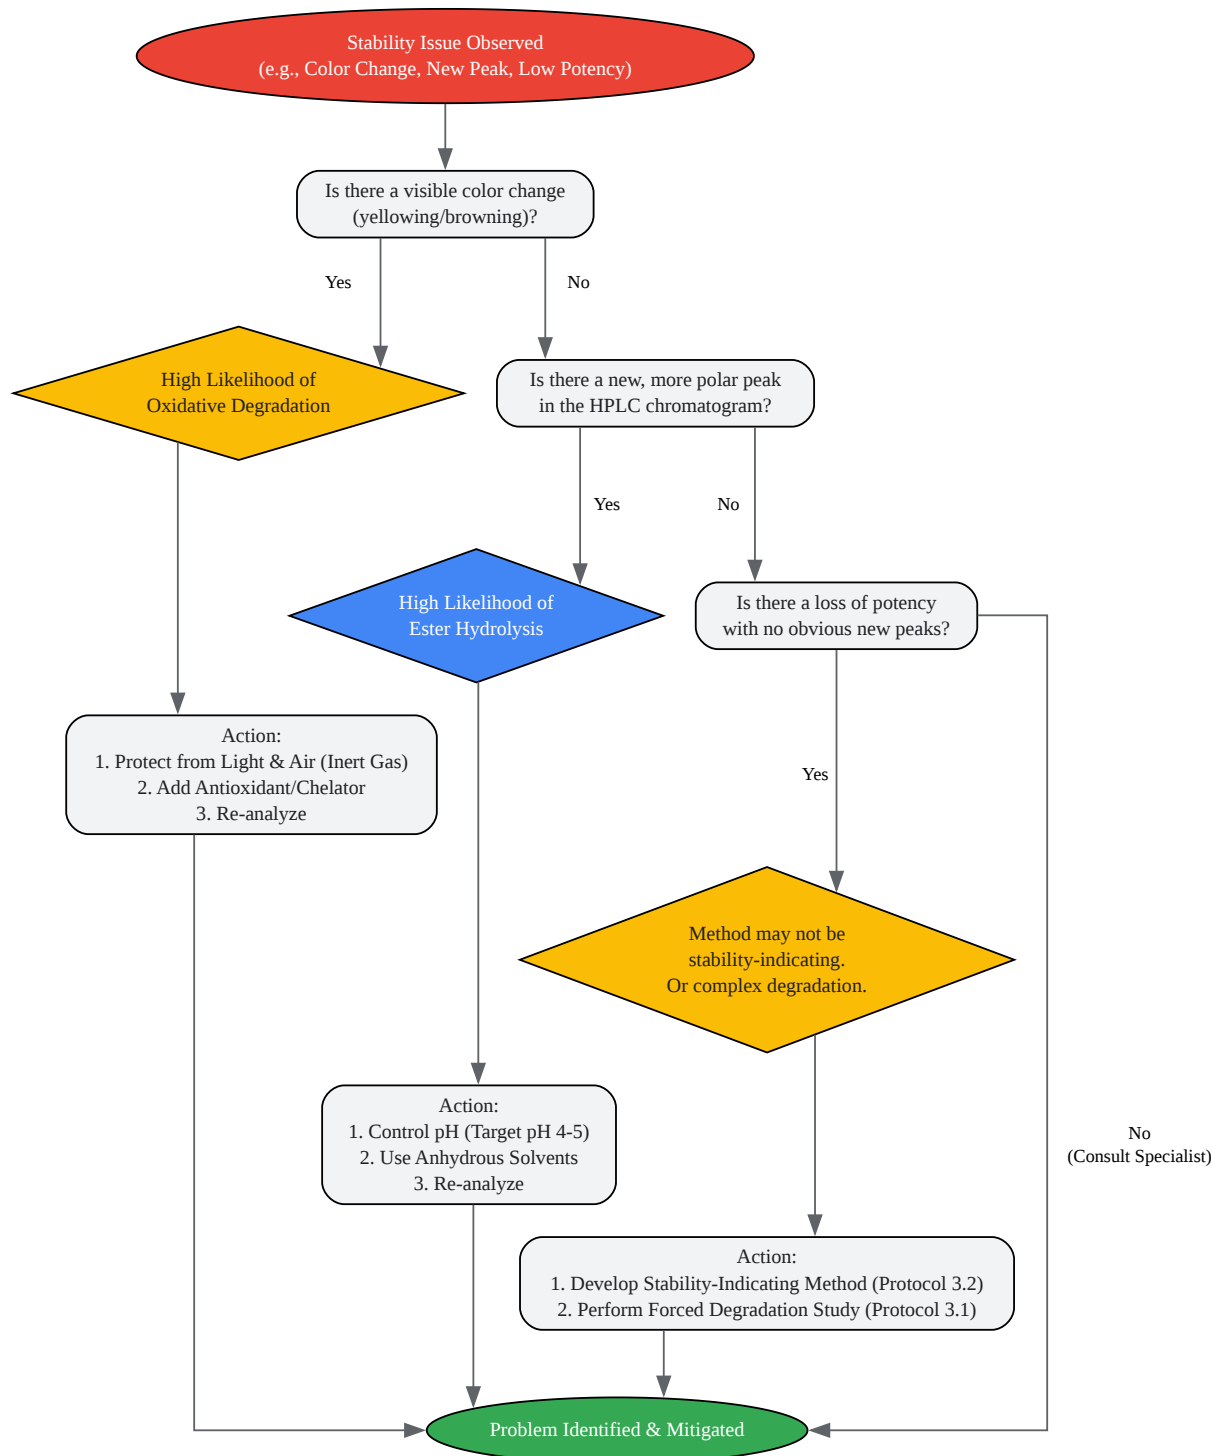 Stability Issue Observed
(e.g., Color Change, New Peak, Low Potency)
Is there a visible color change
(yellowing/browning)?
Yes
No
High Likelihood of
Oxidative Degradation
Is there a new, more polar peak
in the HPLC chromatogram?
Yes
No
High Likelihood of
Ester Hydrolysis
Is there a loss of potency
with no obvious new peaks?
Action:
1. Protect from Light & Air (Inert Gas)
2. Add Antioxidant/Chelator
3. Re-analyze
Yes
Method may not be
stability-indicating.
Or complex degradation.
Action:
1. Control pH (Target pH 4-5)
2. Use Anhydrous Solvents
3. Re-analyze
No
(Consult Specialist)
Action:
1. Develop Stability-Indicating Method (Protocol 3.2)
2. Perform Forced Degradation Study (Protocol 3.1)
Problem Identified & Mitigated